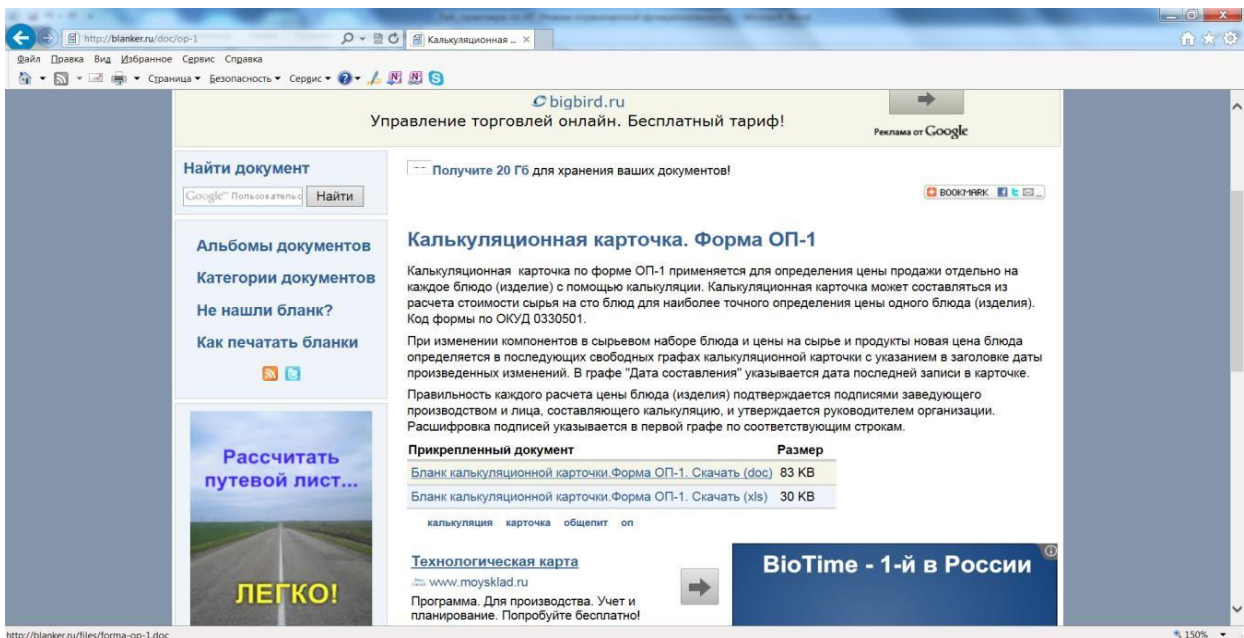 http://blanker.ru/doc/op-1
Калькуляционная ...
Файл Правка Вид Избранное Сервис Справка
Страница Безопасность Сервис
bigbird.ru
Управление торговлей онлайн. Бесплатный тариф!
Реклама от Google
Найти документ
Google Найти
Получите 20 Гб для хранения ваших документов!
BOOKMARK
Альбомы документов
Категории документов
Не нашли бланк?
Как печатать бланки
Калькуляционная карточка. Форма ОП-1
Калькуляционная карточка по форме ОП-1 применяется для определения цены продажи отдельно на
каждое блюдо (изделие) с помощью калькуляции. Калькуляционная карточка может составляться из
расчета стоимости сырья на сто блюд для наиболее точного определения цены одного блюда (изделия).
Код формы по ОКУД 0330501.
При изменении компонентов в сырьевом наборе блюда и цены на сырье и продукты новая цена блюда
определяется в последующих свободных графах калькуляционной карточки с указанием в заголовке даты
произведенных изменений. В графе "Дата составления" указывается дата последней записи в карточке.
Правильность каждого расчета цены блюда (изделия) подтверждается подписями заведующего
производством и лица, составляющего калькуляцию, и утверждается руководителем организации.
Расшифровка подписей указывается в первой графе по соответствующим строкам.
Прикрепленный документ Размер
Бланк калькуляционной карточки.Форма ОП-1. Скачать (doc) 83 KB
Бланк калькуляционной карточки.Форма ОП-1. Скачать (xls) 30 KB
калькуляция карточка общепит оп
Рассчитать
путевой лист...
ЛЕГКО!
Технологическая карта
www.moysklad.ru
Программа. Для производства. Учет и
планирование. Попробуйте бесплатно!
BioTime - 1-й в России
http://blanker.ru/files/forma-op-1.doc
150%